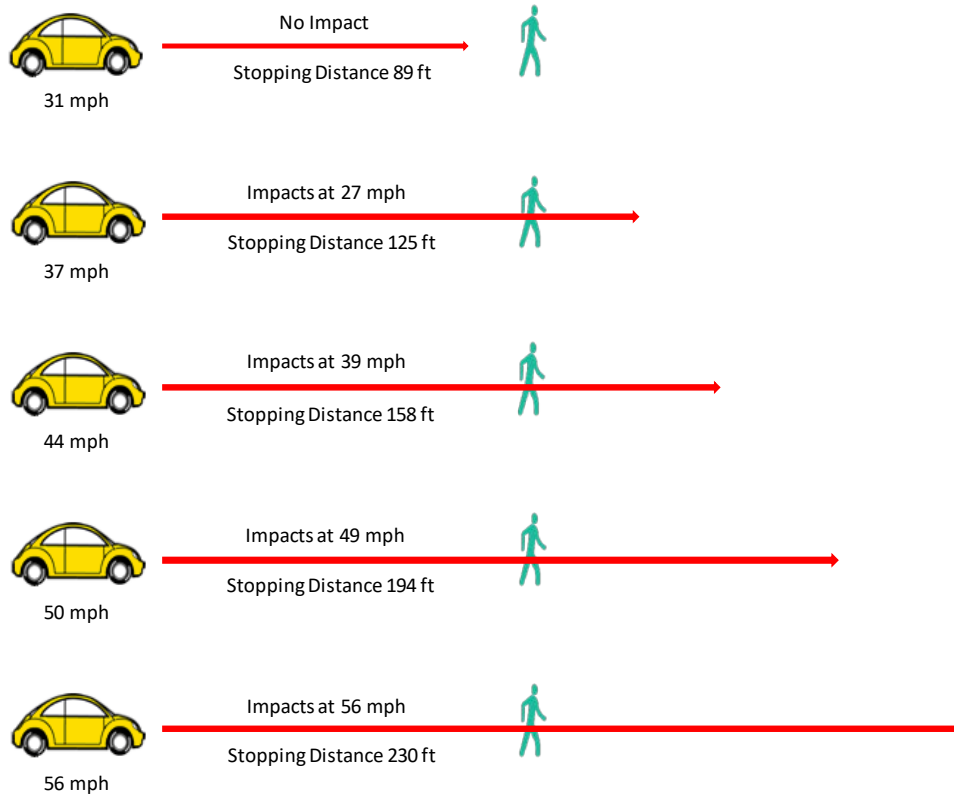 No Impact
Stopping Distance 89 ft
31 mph
Impacts at 27 mph
Stopping Distance 125 ft
37 mph
Impacts at 39 mph
Stopping Distance 158 ft
44 mph
Impacts at 49 mph
Stopping Distance 194 ft
50 mph
Impacts at 56 mph
Stopping Distance 230 ft
56 mph